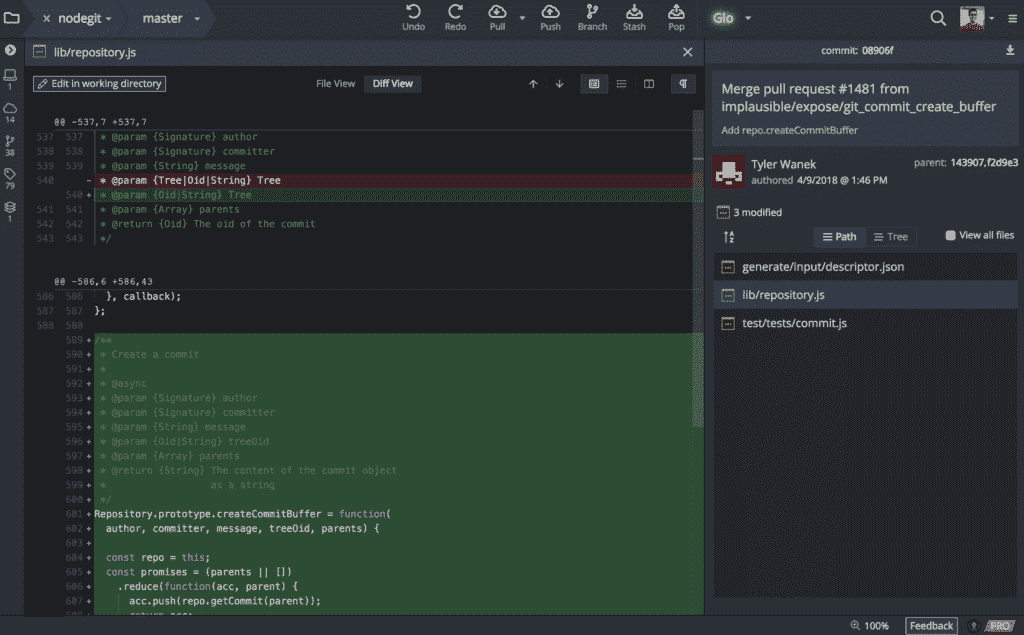 nodegit
master
Undo
Redo
Pull
Push
Branch
Stash
Pop
Glo
lib/repository.js
commit: 08906f
Edit in working directory
File View
Diff View
1
14
38
79
1
@@ -537,7 +537,7
537 537 * @param {Signature} author
538 538 * @param {Signature} committer
539 539 * @param {String} message
540 - * @param {Tree|Oid|String} Tree
540 + * @param {Oid|String} Tree
541 541 * @param {Array} parents
542 542 * @return {Oid} The oid of the commit
543 543 */
@@ -586,6 +586,43
586 586 }, callback);
587 587 };
588 588
589 + /**
590 + * Create a commit
591 + *
592 + * @async
593 + * @param {Signature} author
594 + * @param {Signature} committer
595 + * @param {String} message
596 + * @param {Oid|String} treeOid
597 + * @param {Array} parents
598 + * @return {String} The content of the commit object
599 + * as a string
600 + */
601 + Repository.prototype.createCommitBuffer = function(
602 + author, committer, message, treeOid, parents) {
603 +
604 + const repo = this;
605 + const promises = (parents || [])
606 + .reduce(function(acc, parent) {
607 + acc.push(repo.getCommit(parent));
Merge pull request #1481 from
implausible/expose/git_commit_create_buffer
Add repo.createCommitBuffer
Tyler Wanek
parent: 143907,f2d9e3
authored 4/9/2018 @ 1:46 PM
3 modified
Path
Tree
View all files
generate/input/descriptor.json
lib/repository.js
test/tests/commit.js
100%
Feedback
PRO